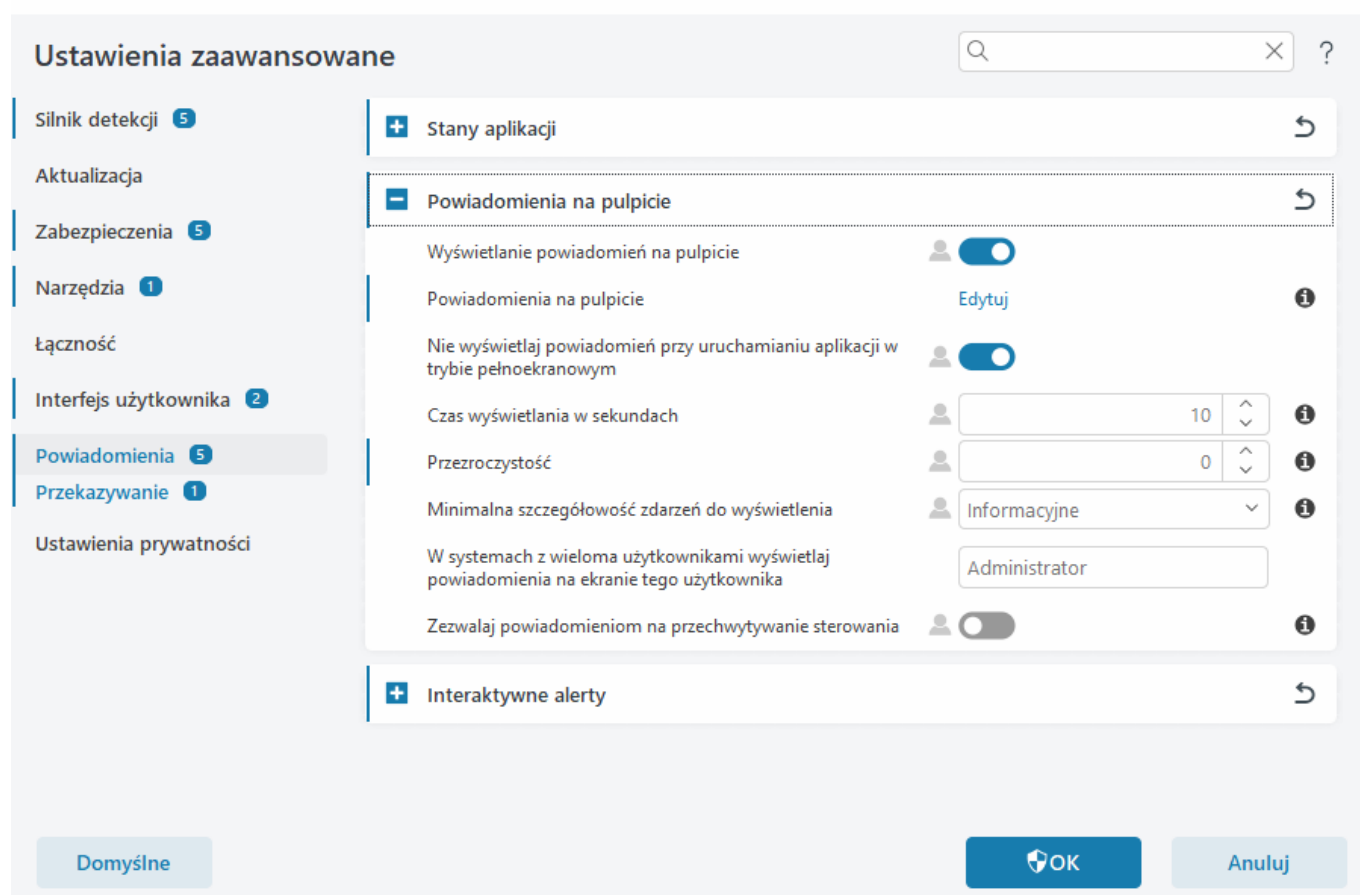 Ustawienia zaawansowane
?
Silnik detekcji 5
Aktualizacja
Zabezpieczenia 5
Narzędzia 1
Łączność
Interfejs użytkownika 2
Powiadomienia 5
Przekazywanie 1
Ustawienia prywatności
Stany aplikacji
Powiadomienia na pulpicie
Wyświetlanie powiadomień na pulpicie
Powiadomienia na pulpicie Edytuj
Nie wyświetlaj powiadomień przy uruchamianiu aplikacji w
trybie pełnoekranowym
Czas wyświetlania w sekundach 10
Przezroczystość 0
Minimalna szczegółowość zdarzeń do wyświetlenia Informacyjne
W systemach z wieloma użytkownikami wyświetlaj
powiadomienia na ekranie tego użytkownika
Administrator
Zezwalaj powiadomieniom na przechwytywanie sterowania
Interaktywne alerty
Domyślne
OK
Anuluj